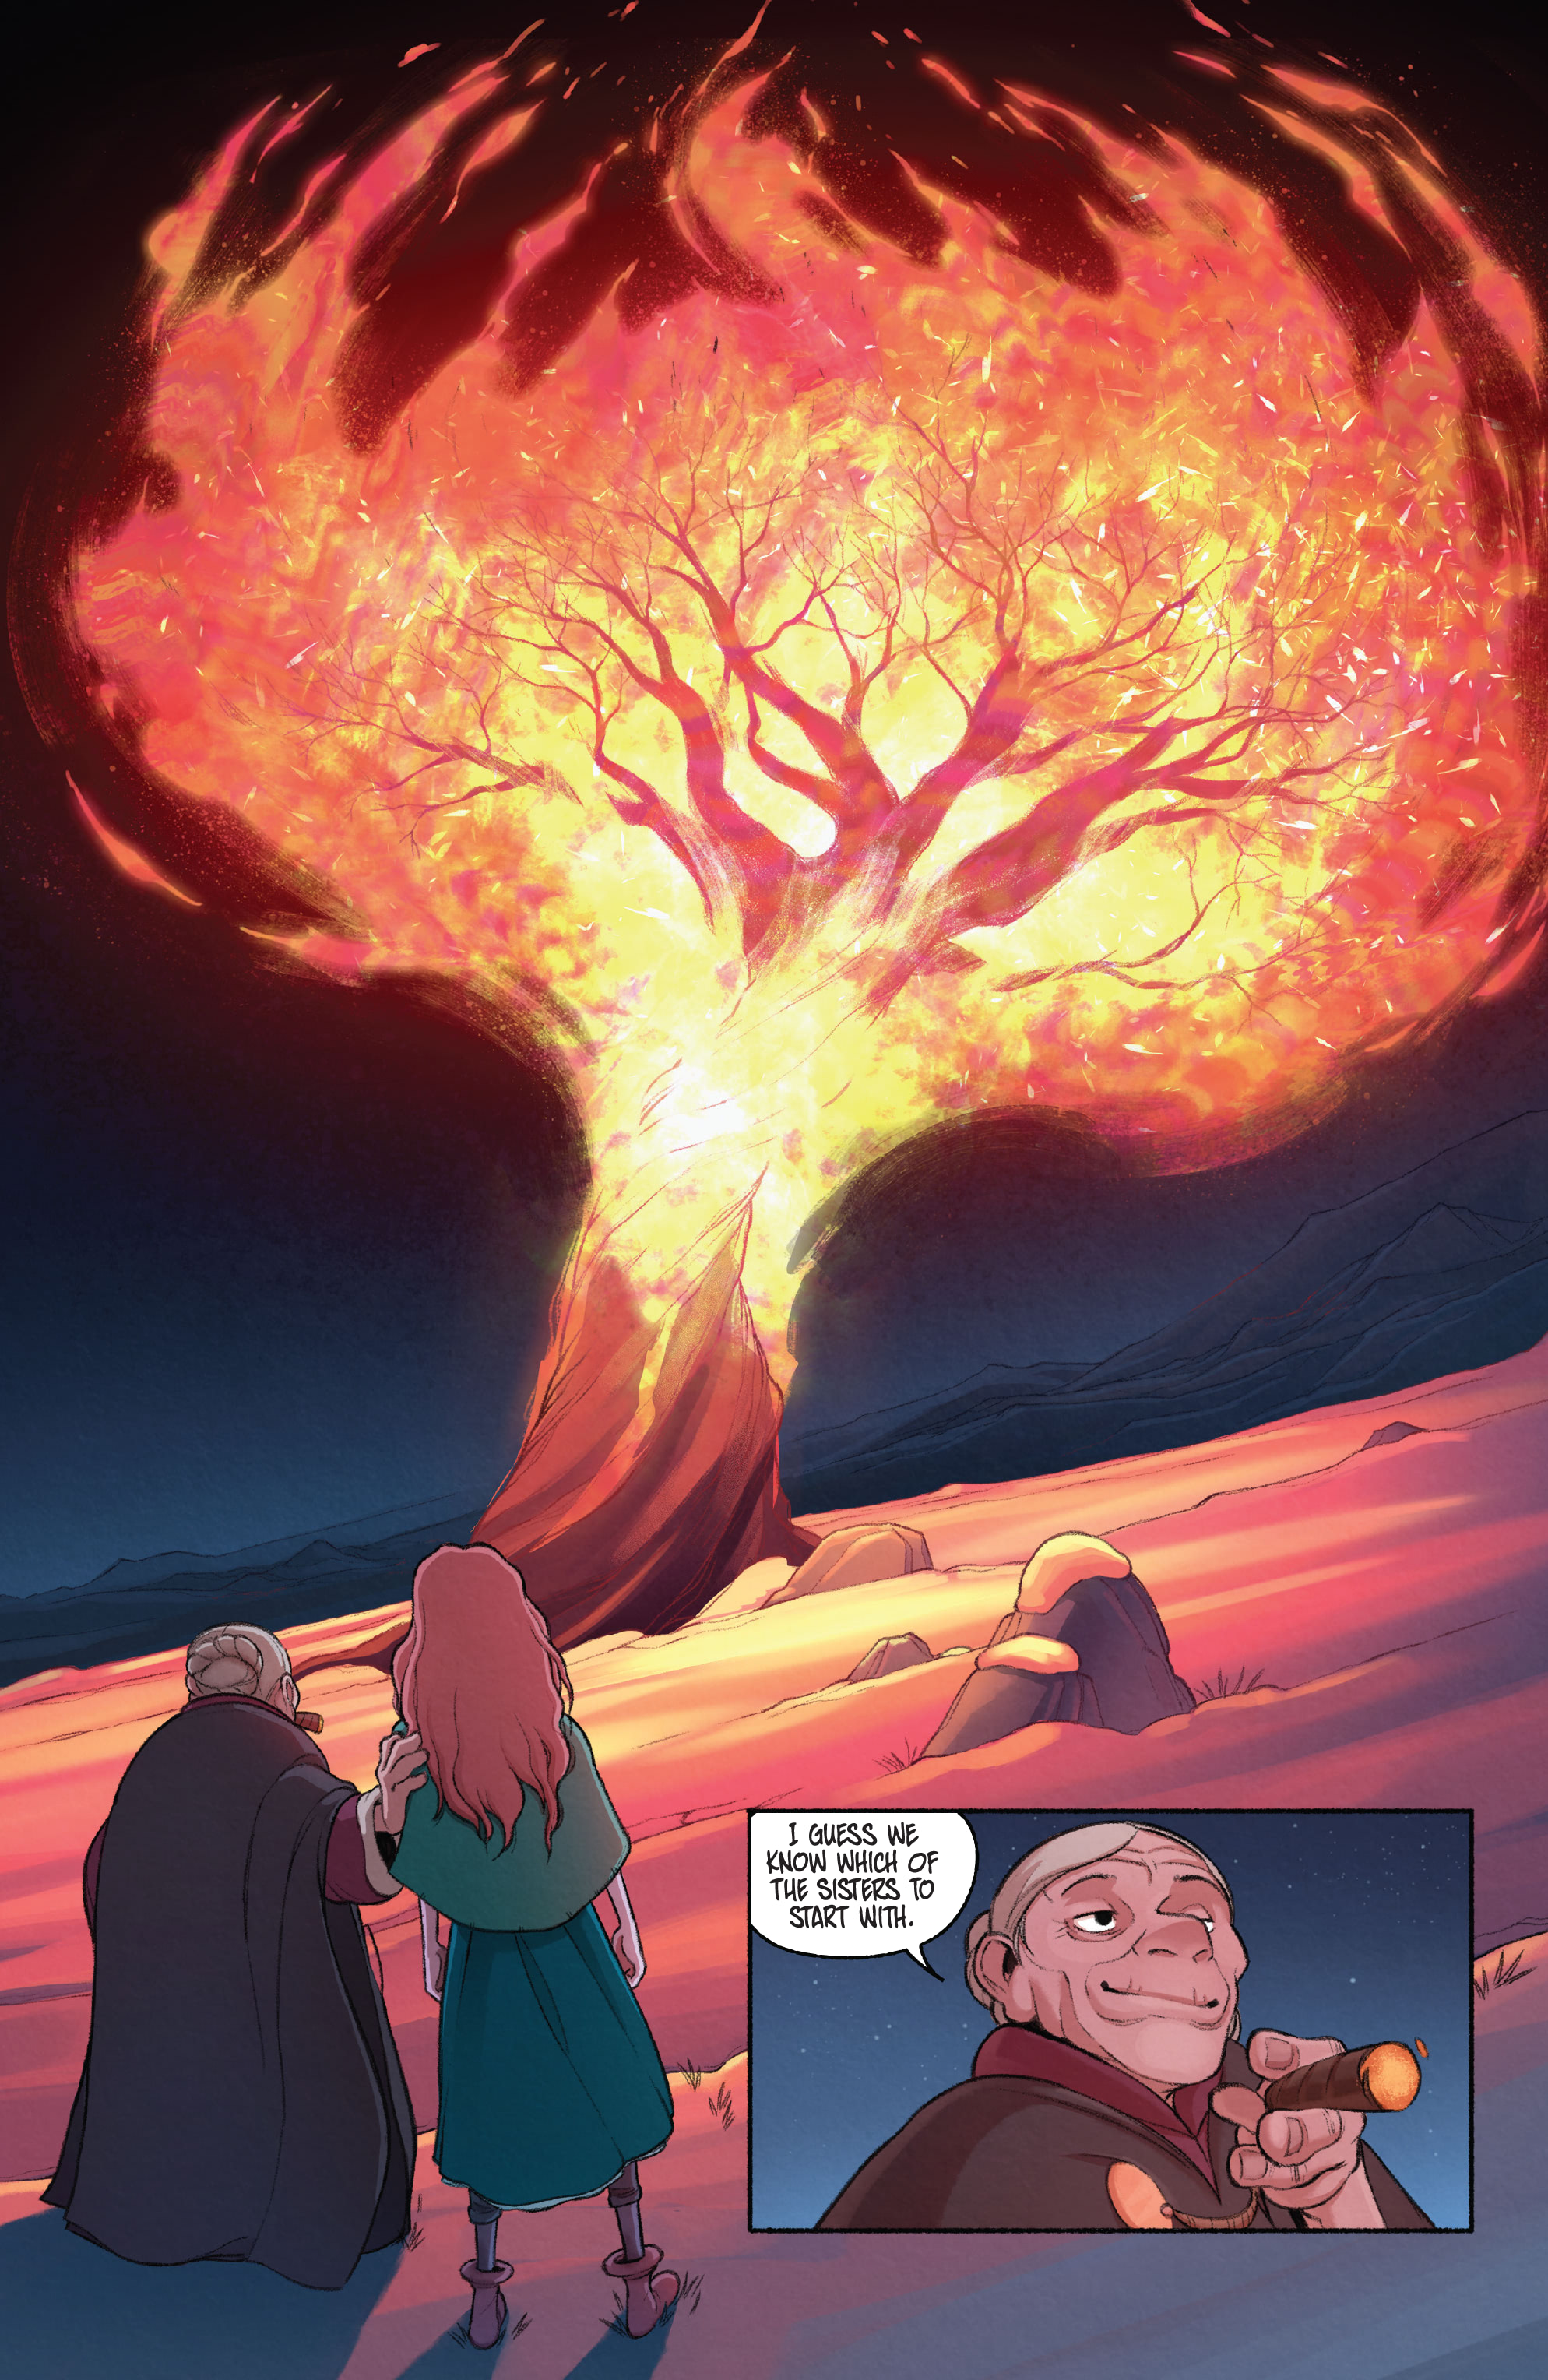 I GUESS WE
KNOW WHICH OF
THE SISTERS TO
START WITH.